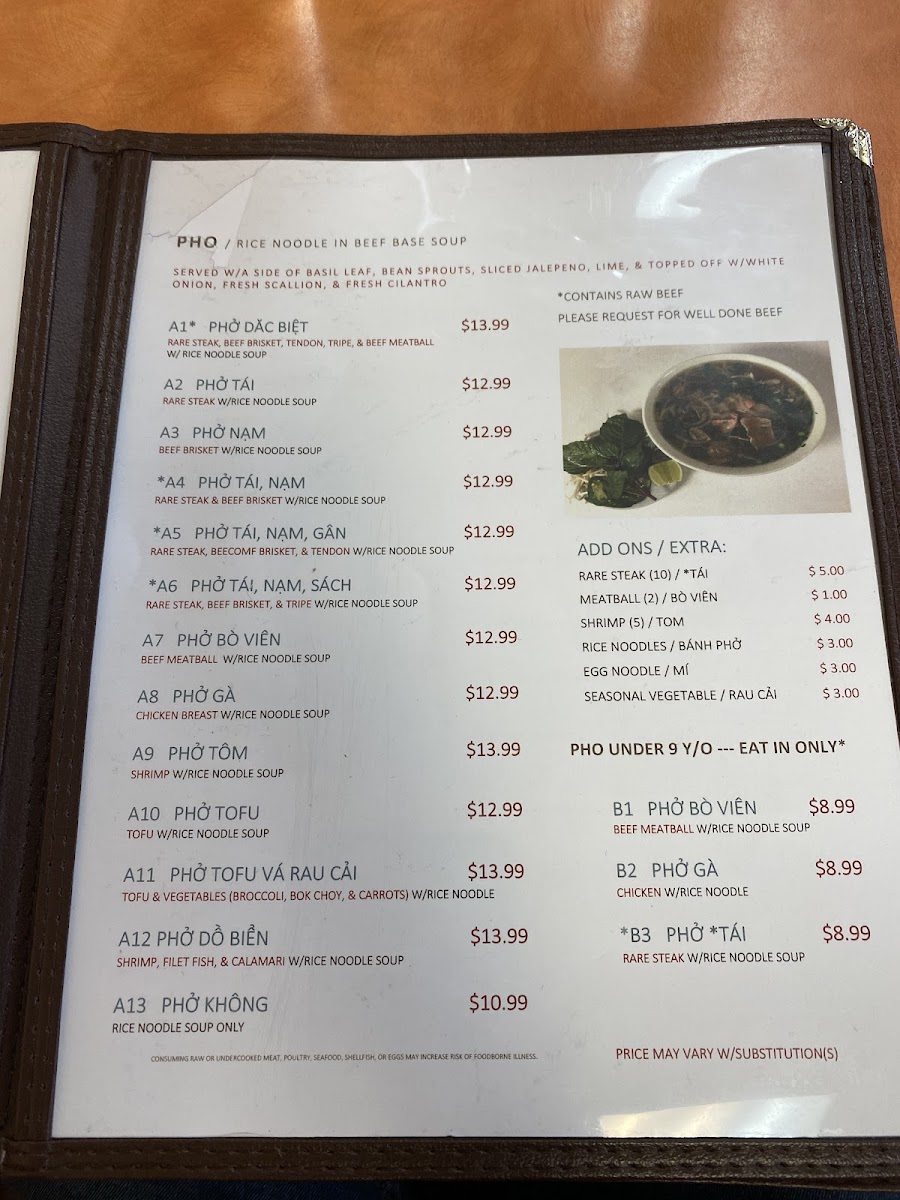 PHO / RICE NOODLE IN BEEF BASE SOUP
SERVED W/A SIDE OF BASIL LEAF, BEAN SPROUTS, SLICED JALEPENO, LIME, & TOPPED OFF W/WHITE
ONION, FRESH SCALLION, & FRESH CILANTRO
*CONTAINS RAW BEEF
PLEASE REQUEST FOR WELL DONE BEEF
A1* PHỞ DĂC BIỆT $13.99
RARE STEAK, BEEF BRISKET, TENDON, TRIPE, & BEEF MEATBALL
W/ RICE NOODLE SOUP
A2 PHỞ TÁI $12.99
RARE STEAK W/RICE NOODLE SOUP
A3 PHỞ NẠM $12.99
BEEF BRISKET W/RICE NOODLE SOUP
*A4 PHỞ TÁI, NẠM $12.99
RARE STEAK & BEEF BRISKET W/RICE NOODLE SOUP
*A5 PHỞ TÁI, NẠM, GÂN $12.99
RARE STEAK, BEECOMF BRISKET, & TENDON W/RICE NOODLE SOUP
*A6 PHỞ TÁI, NẠM, SÁCH $12.99
RARE STEAK, BEEF BRISKET, & TRIPE W/RICE NOODLE SOUP
A7 PHỞ BÒ VIÊN $12.99
BEEF MEATBALL W/RICE NOODLE SOUP
A8 PHỞ GÀ $12.99
CHICKEN BREAST W/RICE NOODLE SOUP
A9 PHỞ TÔM $13.99
SHRIMP W/RICE NOODLE SOUP
A10 PHỞ TOFU $12.99
TOFU W/RICE NOODLE SOUP
A11 PHỞ TOFU VÁ RAU CẢI $13.99
TOFU & VEGETABLES (BROCCOLI, BOK CHOY, & CARROTS) W/RICE NOODLE
A12 PHỞ DỒ BIỂN $13.99
SHRIMP, FILET FISH, & CALAMARI W/RICE NOODLE SOUP
A13 PHỞ KHÔNG $10.99
RICE NOODLE SOUP ONLY
CONSUMING RAW OR UNDERCOOKED MEAT, POULTRY, SEAFOOD, SHELLFISH, OR EGGS MAY INCREASE RISK OF FOODBORNE ILLNESS.
ADD ONS / EXTRA:
RARE STEAK (10) / *TÁI $ 5.00
MEATBALL (2) / BÒ VIÊN $ 1.00
SHRIMP (5) / TOM $ 4.00
RICE NOODLES / BÁNH PHỜ $ 3.00
EGG NOODLE / MÍ $ 3.00
SEASONAL VEGETABLE / RAU CẢI $ 3.00
PHO UNDER 9 Y/O --- EAT IN ONLY*
B1 PHỞ BÒ VIÊN $8.99
BEEF MEATBALL W/RICE NOODLE SOUP
B2 PHỞ GÀ $8.99
CHICKEN W/RICE NOODLE
*B3 PHỞ *TÁI $8.99
RARE STEAK W/RICE NOODLE SOUP
PRICE MAY VARY W/SUBSTITUTION(S)